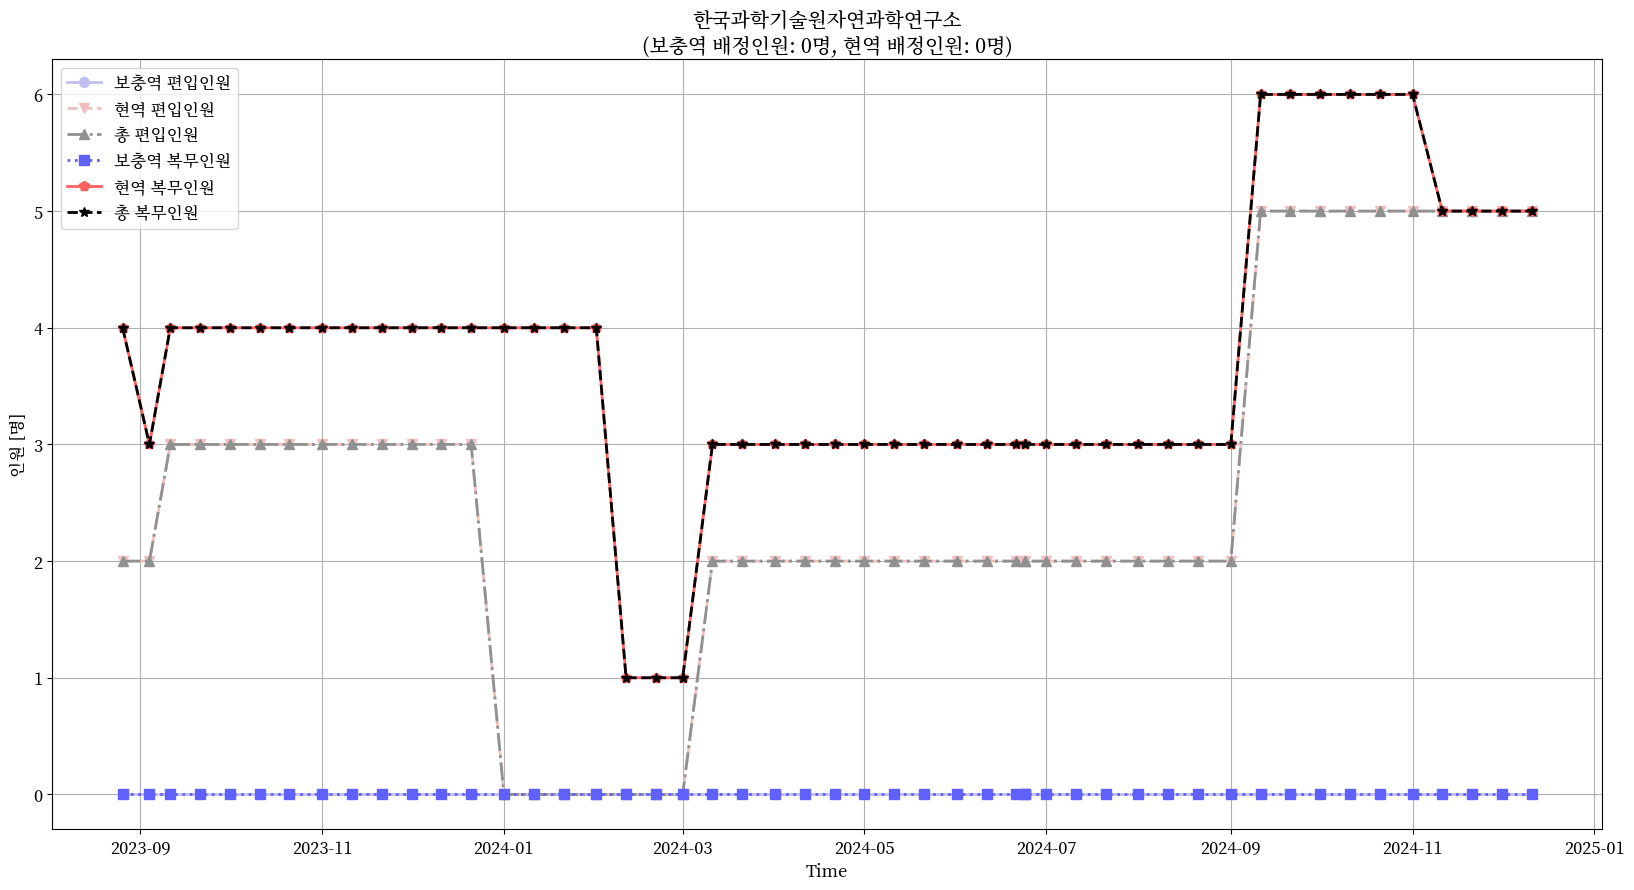 한국과학기술원자연과학연구소
(보충역 배정인원: 0명, 현역 배정인원: 0명)
보충역 편입인원
현역 편입인원
총 편입인원
보충역 복무인원
현역 복무인원
총 복무인원
인원 [명]
6
5
4
3
2
1
0
2023-09
2023-11
2024-01
2024-03
2024-05
2024-07
2024-09
2024-11
2025-01
Time